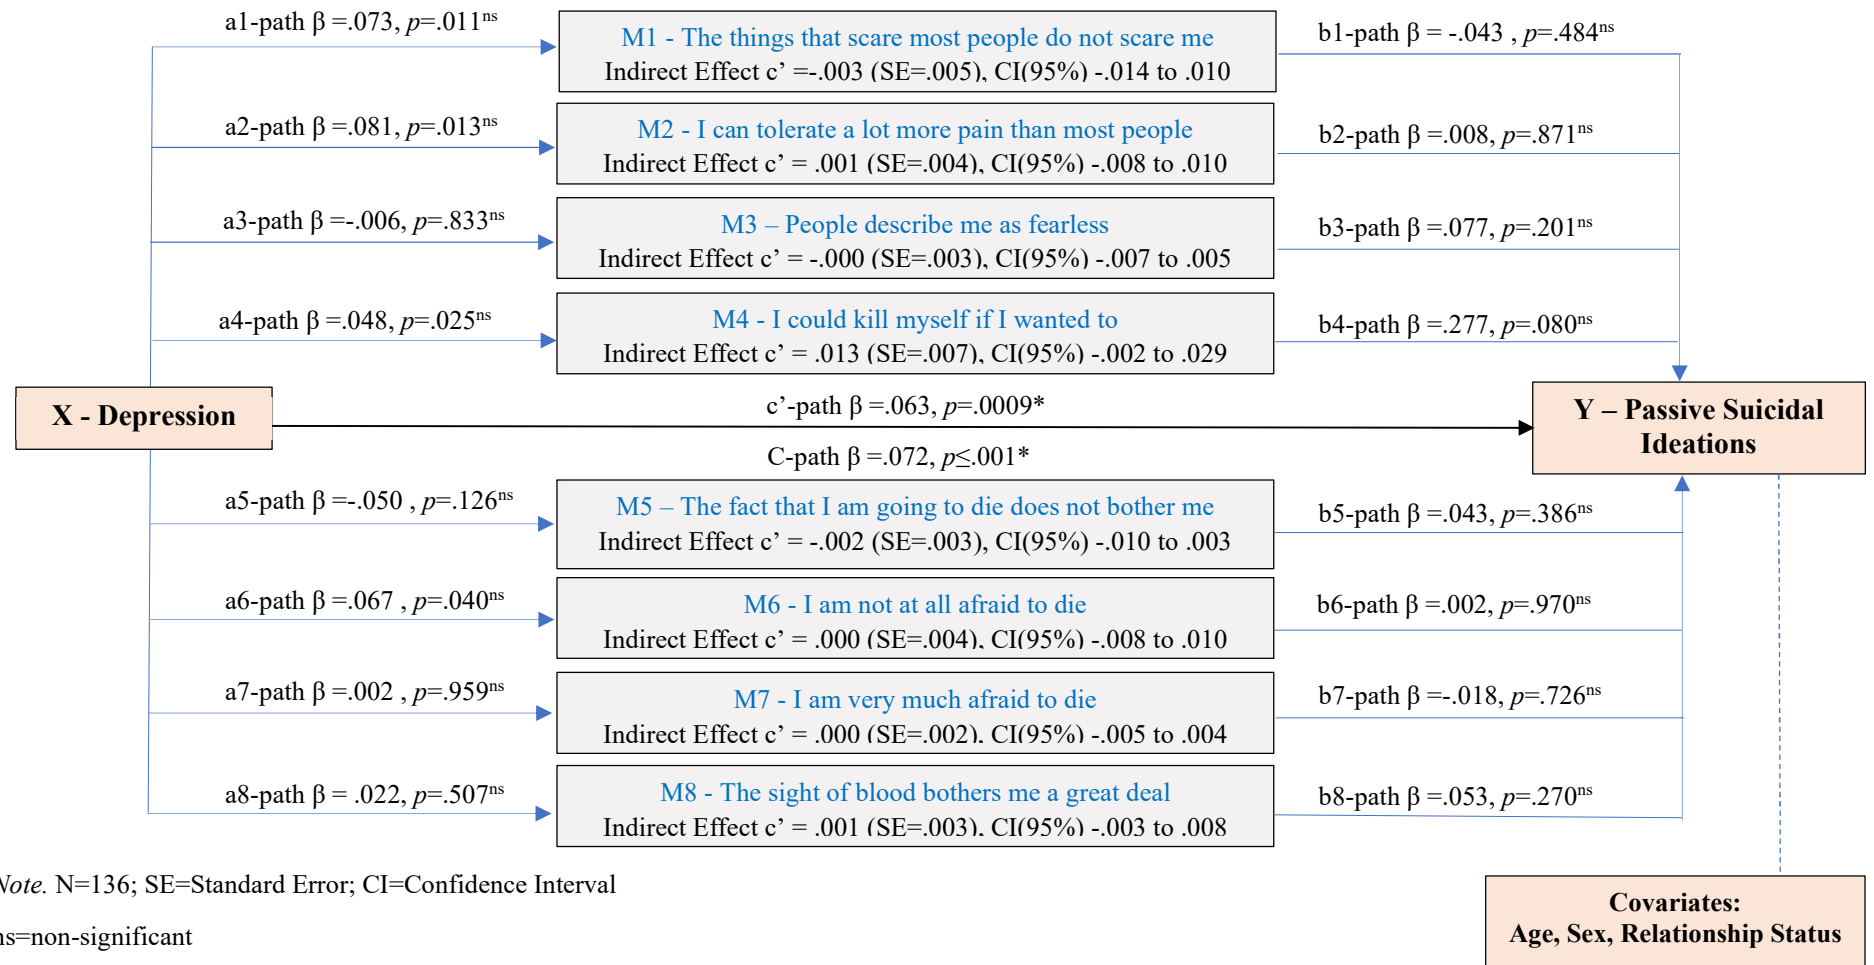 a1-path β =.073, p=.011ns
M1 - The things that scare most people do not scare me
Indirect Effect c’ =-.003 (SE=.005), CI(95%) -.014 to .010
b1-path β = -.043 , p=.484ns
a2-path β =.081, p=.013ns
M2 - I can tolerate a lot more pain than most people
Indirect Effect c’ = .001 (SE=.004), CI(95%) -.008 to .010
b2-path β =.008, p=.871ns
a3-path β =-.006, p=.833ns
M3 – People describe me as fearless
Indirect Effect c’ = -.000 (SE=.003), CI(95%) -.007 to .005
b3-path β =.077, p=.201ns
a4-path β =.048, p=.025ns
M4 - I could kill myself if I wanted to
Indirect Effect c’ = .013 (SE=.007), CI(95%) -.002 to .029
b4-path β =.277, p=.080ns
X - Depression
c’-path β =.063, p=.0009*
C-path β =.072, p≤.001*
Y – Passive Suicidal
Ideations
a5-path β =-.050 , p=.126ns
M5 – The fact that I am going to die does not bother me
Indirect Effect c’ = -.002 (SE=.003), CI(95%) -.010 to .003
b5-path β =.043, p=.386ns
a6-path β =.067 , p=.040ns
M6 - I am not at all afraid to die
Indirect Effect c’ = .000 (SE=.004), CI(95%) -.008 to .010
b6-path β =.002, p=.970ns
a7-path β =.002 , p=.959ns
M7 - I am very much afraid to die
Indirect Effect c’ = .000 (SE=.002), CI(95%) -.005 to .004
b7-path β =-.018, p=.726ns
a8-path β = .022, p=.507ns
M8 - The sight of blood bothers me a great deal
Indirect Effect c’ = .001 (SE=.003), CI(95%) -.003 to .008
b8-path β =.053, p=.270ns
Note. N=136; SE=Standard Error; CI=Confidence Interval
ns=non-significant
Covariates:
Age, Sex, Relationship Status